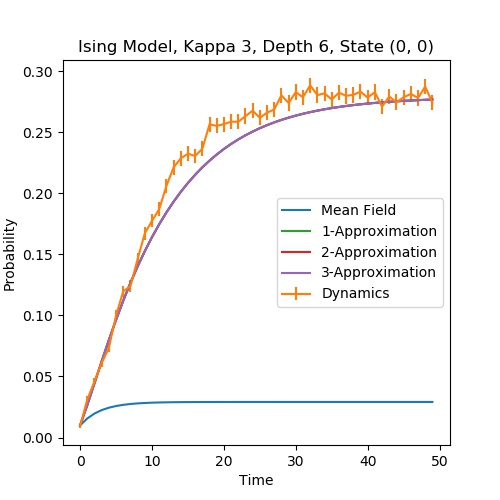 Ising Model, Kappa 3, Depth 6, State (0, 0)
0.30
0.25
0.20
0.15
0.10
0.05
0.00
Probability
Mean Field
1-Approximation
2-Approximation
3-Approximation
Dynamics
0 10 20 30 40 50
Time